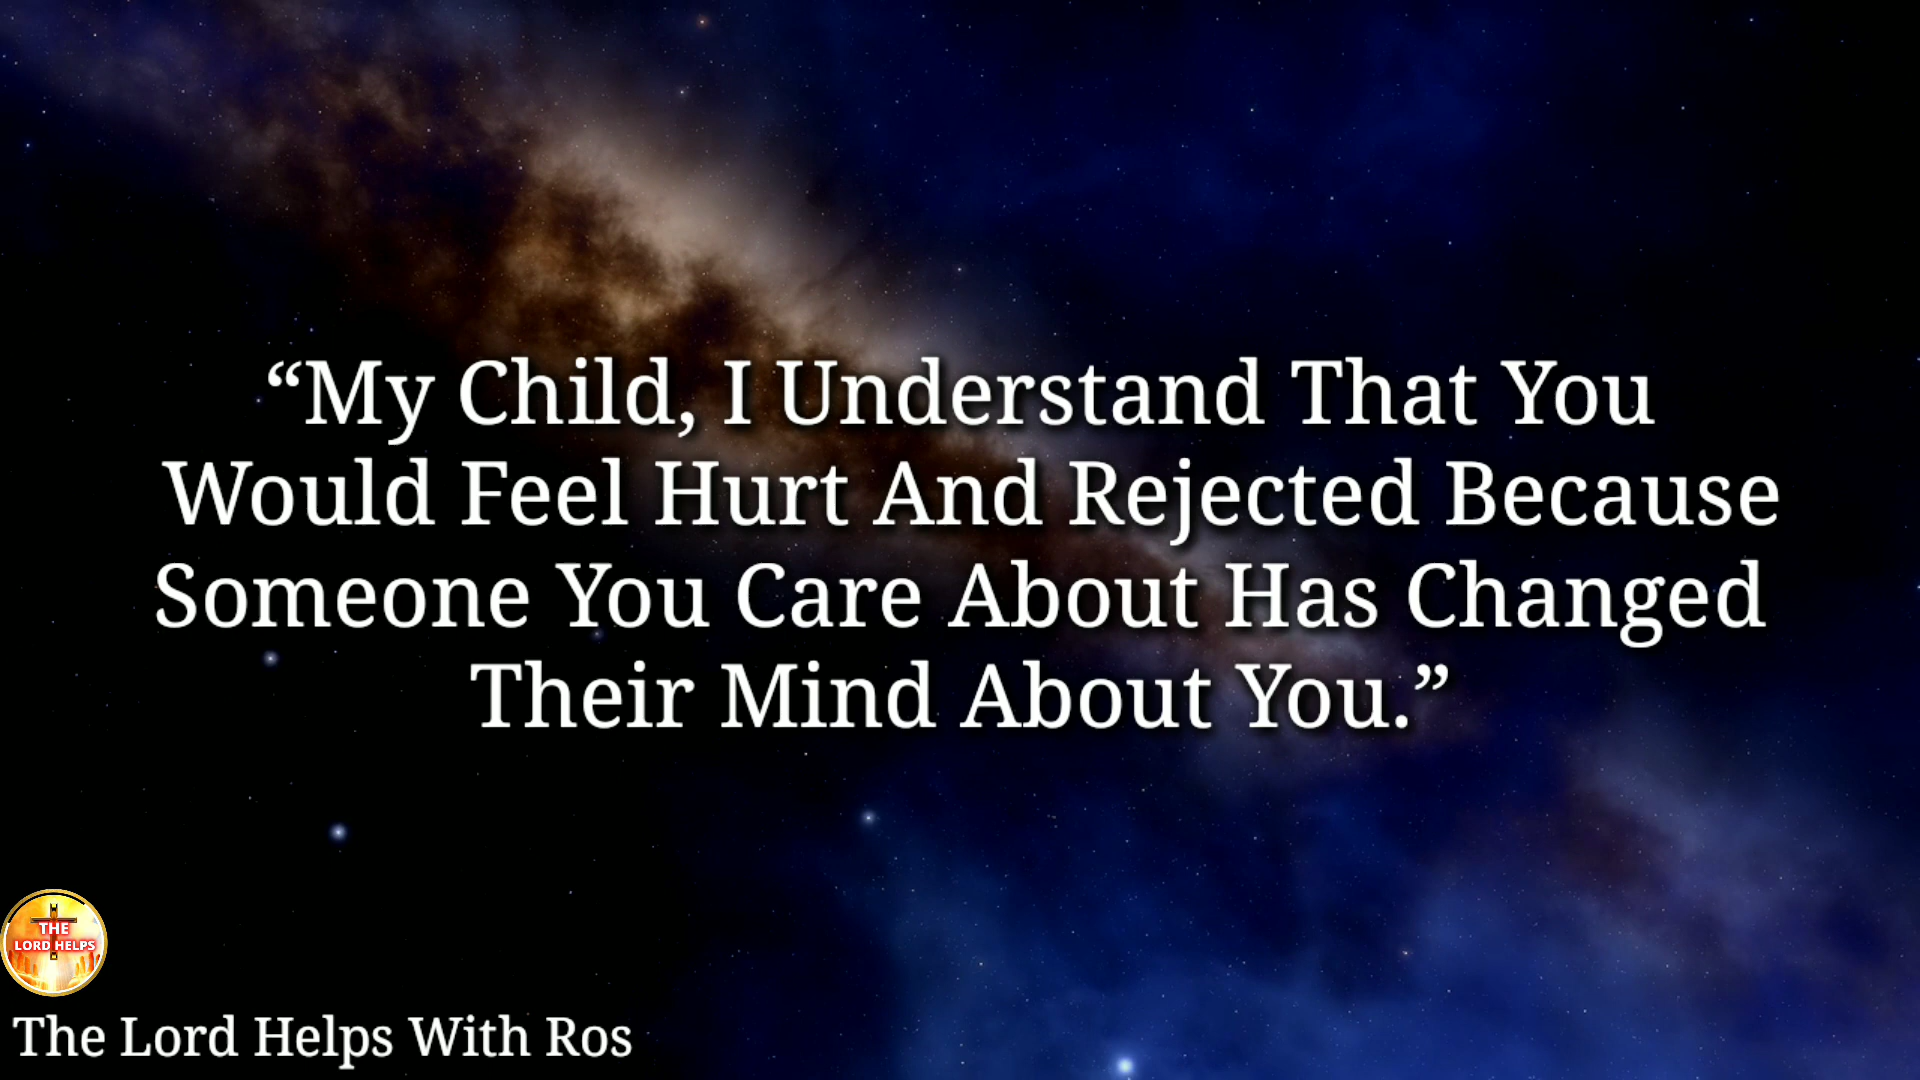 “My Child, I Understand That You
Would Feel Hurt And Rejected Because
Someone You Care About Has Changed
Their Mind About You.”
THE
LORD HELPS
The Lord Helps With Ros